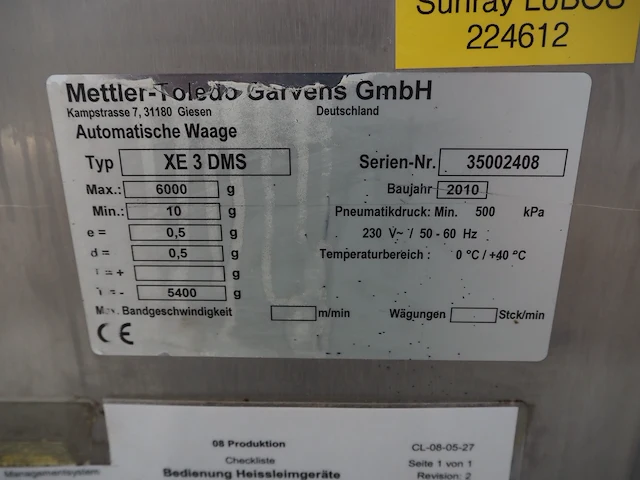 Sunray LOBOS
224612
Mettler-Toledo Garvens GmbH
Kampstrasse 7, 31180 Giesen Deutschland
Automatische Waage
Typ XE 3 DMS Serien-Nr. 35002408
Max.: 6000 g Baujahr 2010
Min.: 10 g Pneumatikdruck: Min. 500 kPa
e = 0,5 g 230 V~ / 50 - 60 Hz
d = 0,5 g Temperaturbereich : 0 °C / +40 °C
T = + g
T = - 5400 g
Max. Bandgeschwindigkeit m/min Wägungen Stck/min
CE
08 Produktion CL-08-05-27
Checkliste Seite 1 von 1
Managementsystem Bedienung Heissleimgeräte Revision: 2